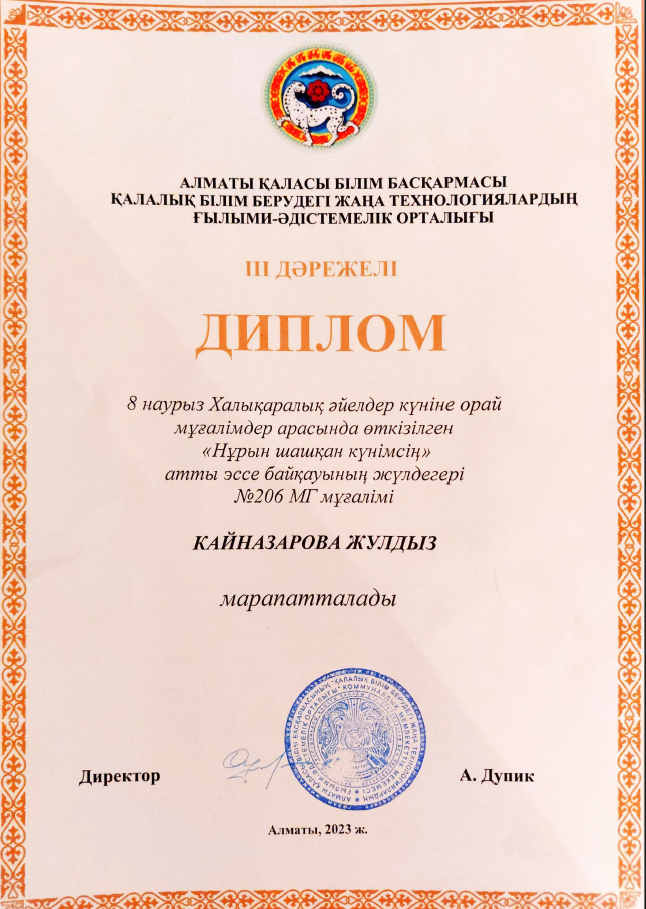 АЛМАТЫ ҚАЛАСЫ БІЛІМ БАСҚАРМАСЫ
ҚАЛАЛЫҚ БІЛІМ БЕРУДЕГІ ЖАҢА ТЕХНОЛОГИЯЛАРДЫҢ
ҒЫЛЫМИ-ӘДІСТЕМЕЛІК ОРТАЛЫҒЫ
III ДӘРЕЖЕЛІ
ДИПЛОМ
8 наурыз Халықаралық әйелдер күніне орай
мұғалімдер арасында өткізілген
«Нұрын шашқан күнімсің»
атты эссе байқауының жүлдегері
№206 МГ мұғалімі
КАЙНАЗАРОВА ЖУЛДЫЗ
марапатталады
Директор
А. Дупик
Алматы, 2023 ж.